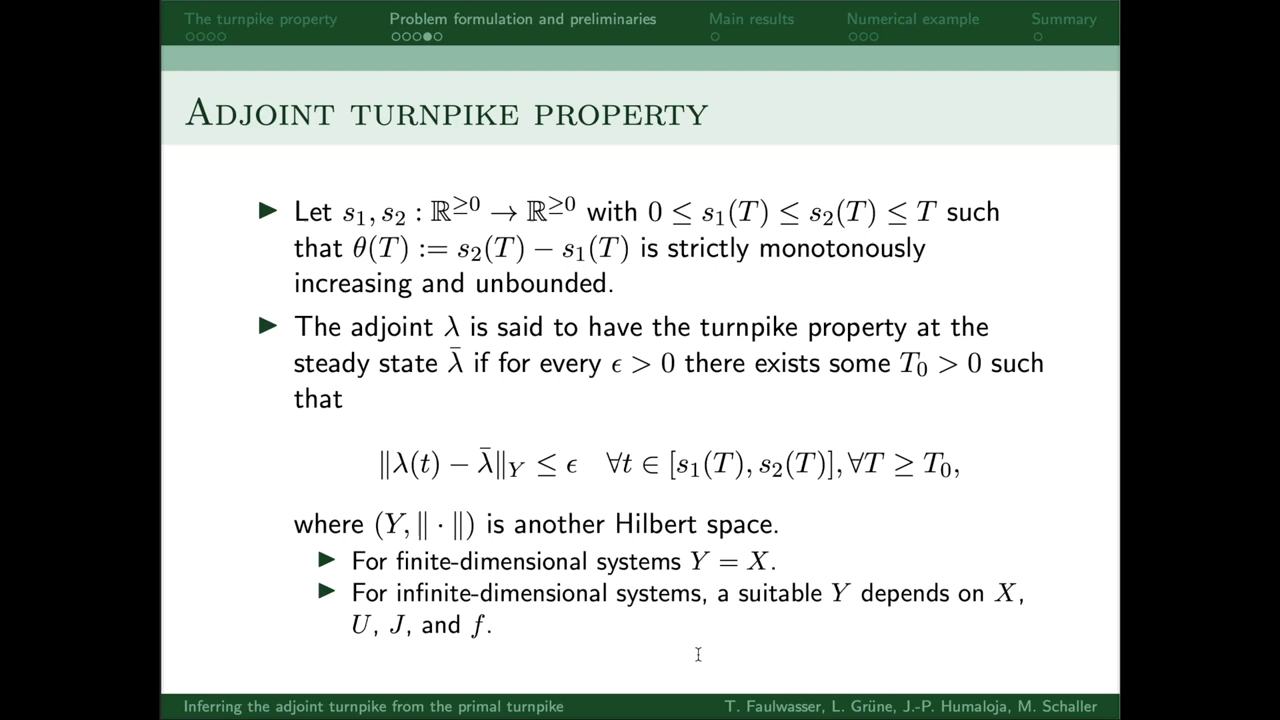 The turnpike property Problem formulation and preliminaries Main results Numerical example Summary
ADJOINT TURNPIKE PROPERTY
▶ Let s₁, s₂ : ℝ^≥0 → ℝ^≥0 with 0 ≤ s₁(T) ≤ s₂(T) ≤ T such
that θ(T) := s₂(T) − s₁(T) is strictly monotonously
increasing and unbounded.
▶ The adjoint λ is said to have the turnpike property at the
steady state λ̄ if for every ϵ > 0 there exists some T₀ > 0 such
that
‖λ(t) − λ̄‖_Y ≤ ϵ ∀t ∈ [s₁(T), s₂(T)], ∀T ≥ T₀,
where (Y, ‖ · ‖) is another Hilbert space.
▶ For finite-dimensional systems Y = X.
▶ For infinite-dimensional systems, a suitable Y depends on X,
U, J, and f.
Inferring the adjoint turnpike from the primal turnpike T. Faulwasser, L. Grüne, J.-P. Humaloja, M. Schaller